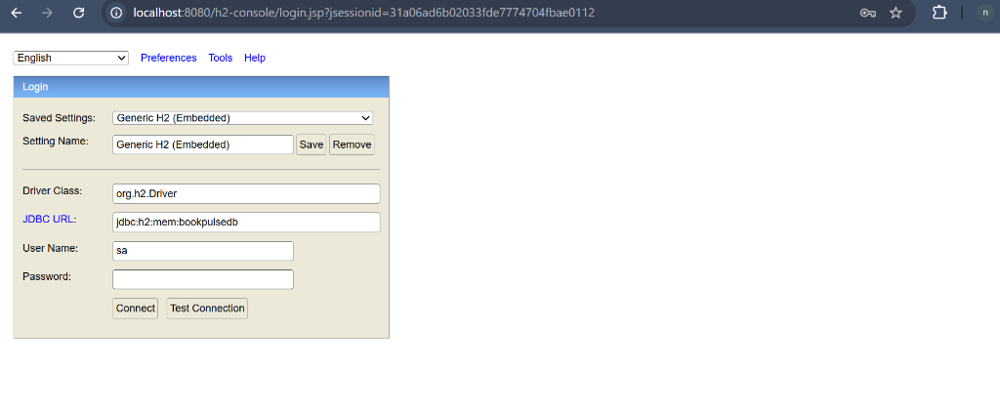 localhost:8080/h2-console/login.jsp?jsessionid=31a06ad6b02033fde7774704fbae0112 n
English Preferences Tools Help
Login
Saved Settings: Generic H2 (Embedded)
Setting Name: Generic H2 (Embedded) Save Remove
Driver Class: org.h2.Driver
JDBC URL: jdbc:h2:mem:bookpulsedb
User Name: sa
Password:
Connect Test Connection